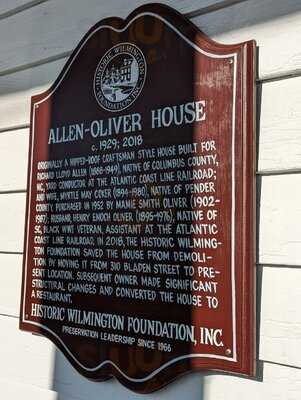 HISTORIC WILMINGTON
FOUNDATION INC.
ALLEN-OLIVER HOUSE
c. 1929; 2018
ORIGINALLY A HIPPED-ROOF CRAFTSMAN STYLE HOUSE BUILT FOR
RICHARD LLOYD ALLEN (1888-1949), NATIVE OF COLUMBUS COUNTY,
NC, YARD CONDUCTOR AT THE ATLANTIC COAST LINE RAILROAD;
AND WIFE, MYRTLE MAY COKER (1894-1980), NATIVE OF PENDER
COUNTY. PURCHASED IN 1952 BY MAMIE SMITH OLIVER (1902-
1987); HUSBAND, HENRY ENOCH OLIVER (1895-1976), NATIVE OF
SC, BLACK WWI VETERAN, ASSISTANT AT THE ATLANTIC
COAST LINE RAILROAD. IN 2018, THE HISTORIC WILMING-
TON FOUNDATION SAVED THE HOUSE FROM DEMOLI-
TION BY MOVING IT FROM 310 BLADEN STREET TO PRE-
SENT LOCATION. SUBSEQUENT OWNER MADE SIGNIFICANT
STRUCTURAL CHANGES AND CONVERTED THE HOUSE TO
A RESTAURANT.
HISTORIC WILMINGTON FOUNDATION, INC.
PRESERVATION LEADERSHIP SINCE 1966